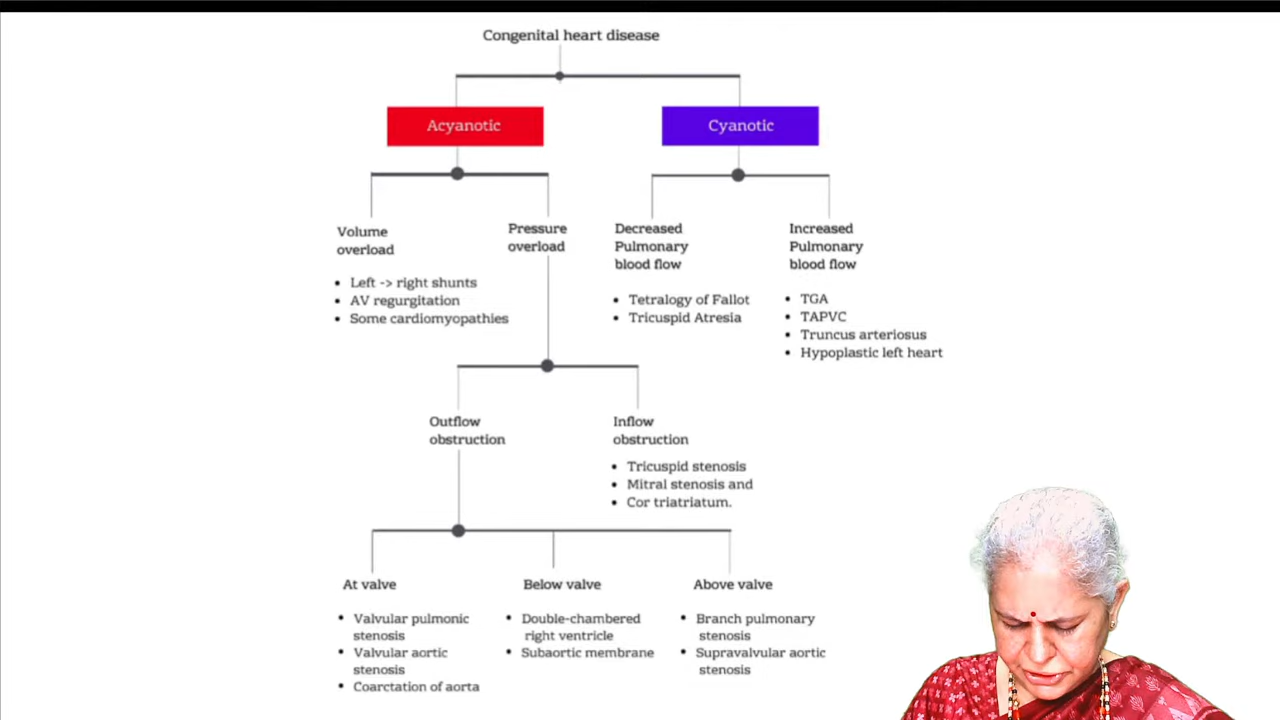 Congenital heart disease
Acyanotic
Cyanotic
Volume
overload
• Left -> right shunts
• AV regurgitation
• Some cardiomyopathies
Pressure
overload
Decreased
Pulmonary
blood flow
• Tetralogy of Fallot
• Tricuspid Atresia
Increased
Pulmonary
blood flow
• TGA
• TAPVC
• Truncus arteriosus
• Hypoplastic left heart
Outflow
obstruction
Inflow
obstruction
• Tricuspid stenosis
• Mitral stenosis and
• Cor triatriatum.
At valve
• Valvular pulmonic
stenosis
• Valvular aortic
stenosis
• Coarctation of aorta
Below valve
• Double-chambered
right ventricle
• Subaortic membrane
Above valve
• Branch pulmonary
stenosis
• Supravalvular aortic
stenosis